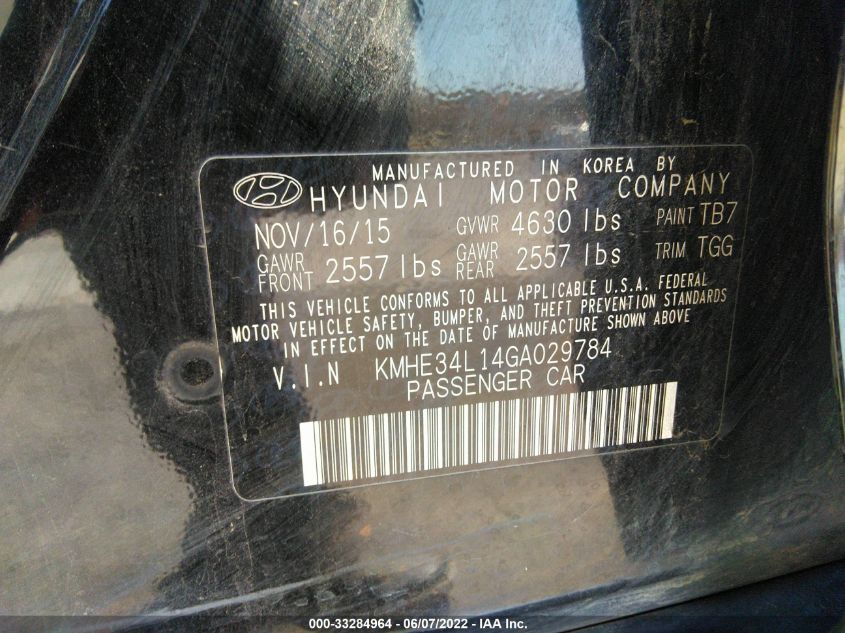 MANUFACTURED IN KOREA BY
HYUNDAI MOTOR COMPANY
NOV/16/15 GVWR 4630 lbs PAINT TB7
GAWR FRONT 2557 lbs GAWR REAR 2557 lbs TRIM TGG
THIS VEHICLE CONFORMS TO ALL APPLICABLE U.S.A. FEDERAL
MOTOR VEHICLE SAFETY, BUMPER, AND THEFT PREVENTION STANDARDS
IN EFFECT ON THE DATE OF MANUFACTURE SHOWN ABOVE
V.I.N KMHE34L14GA029784
PASSENGER CAR
000-33284964 - 06/07/2022 - © IAA, Inc.